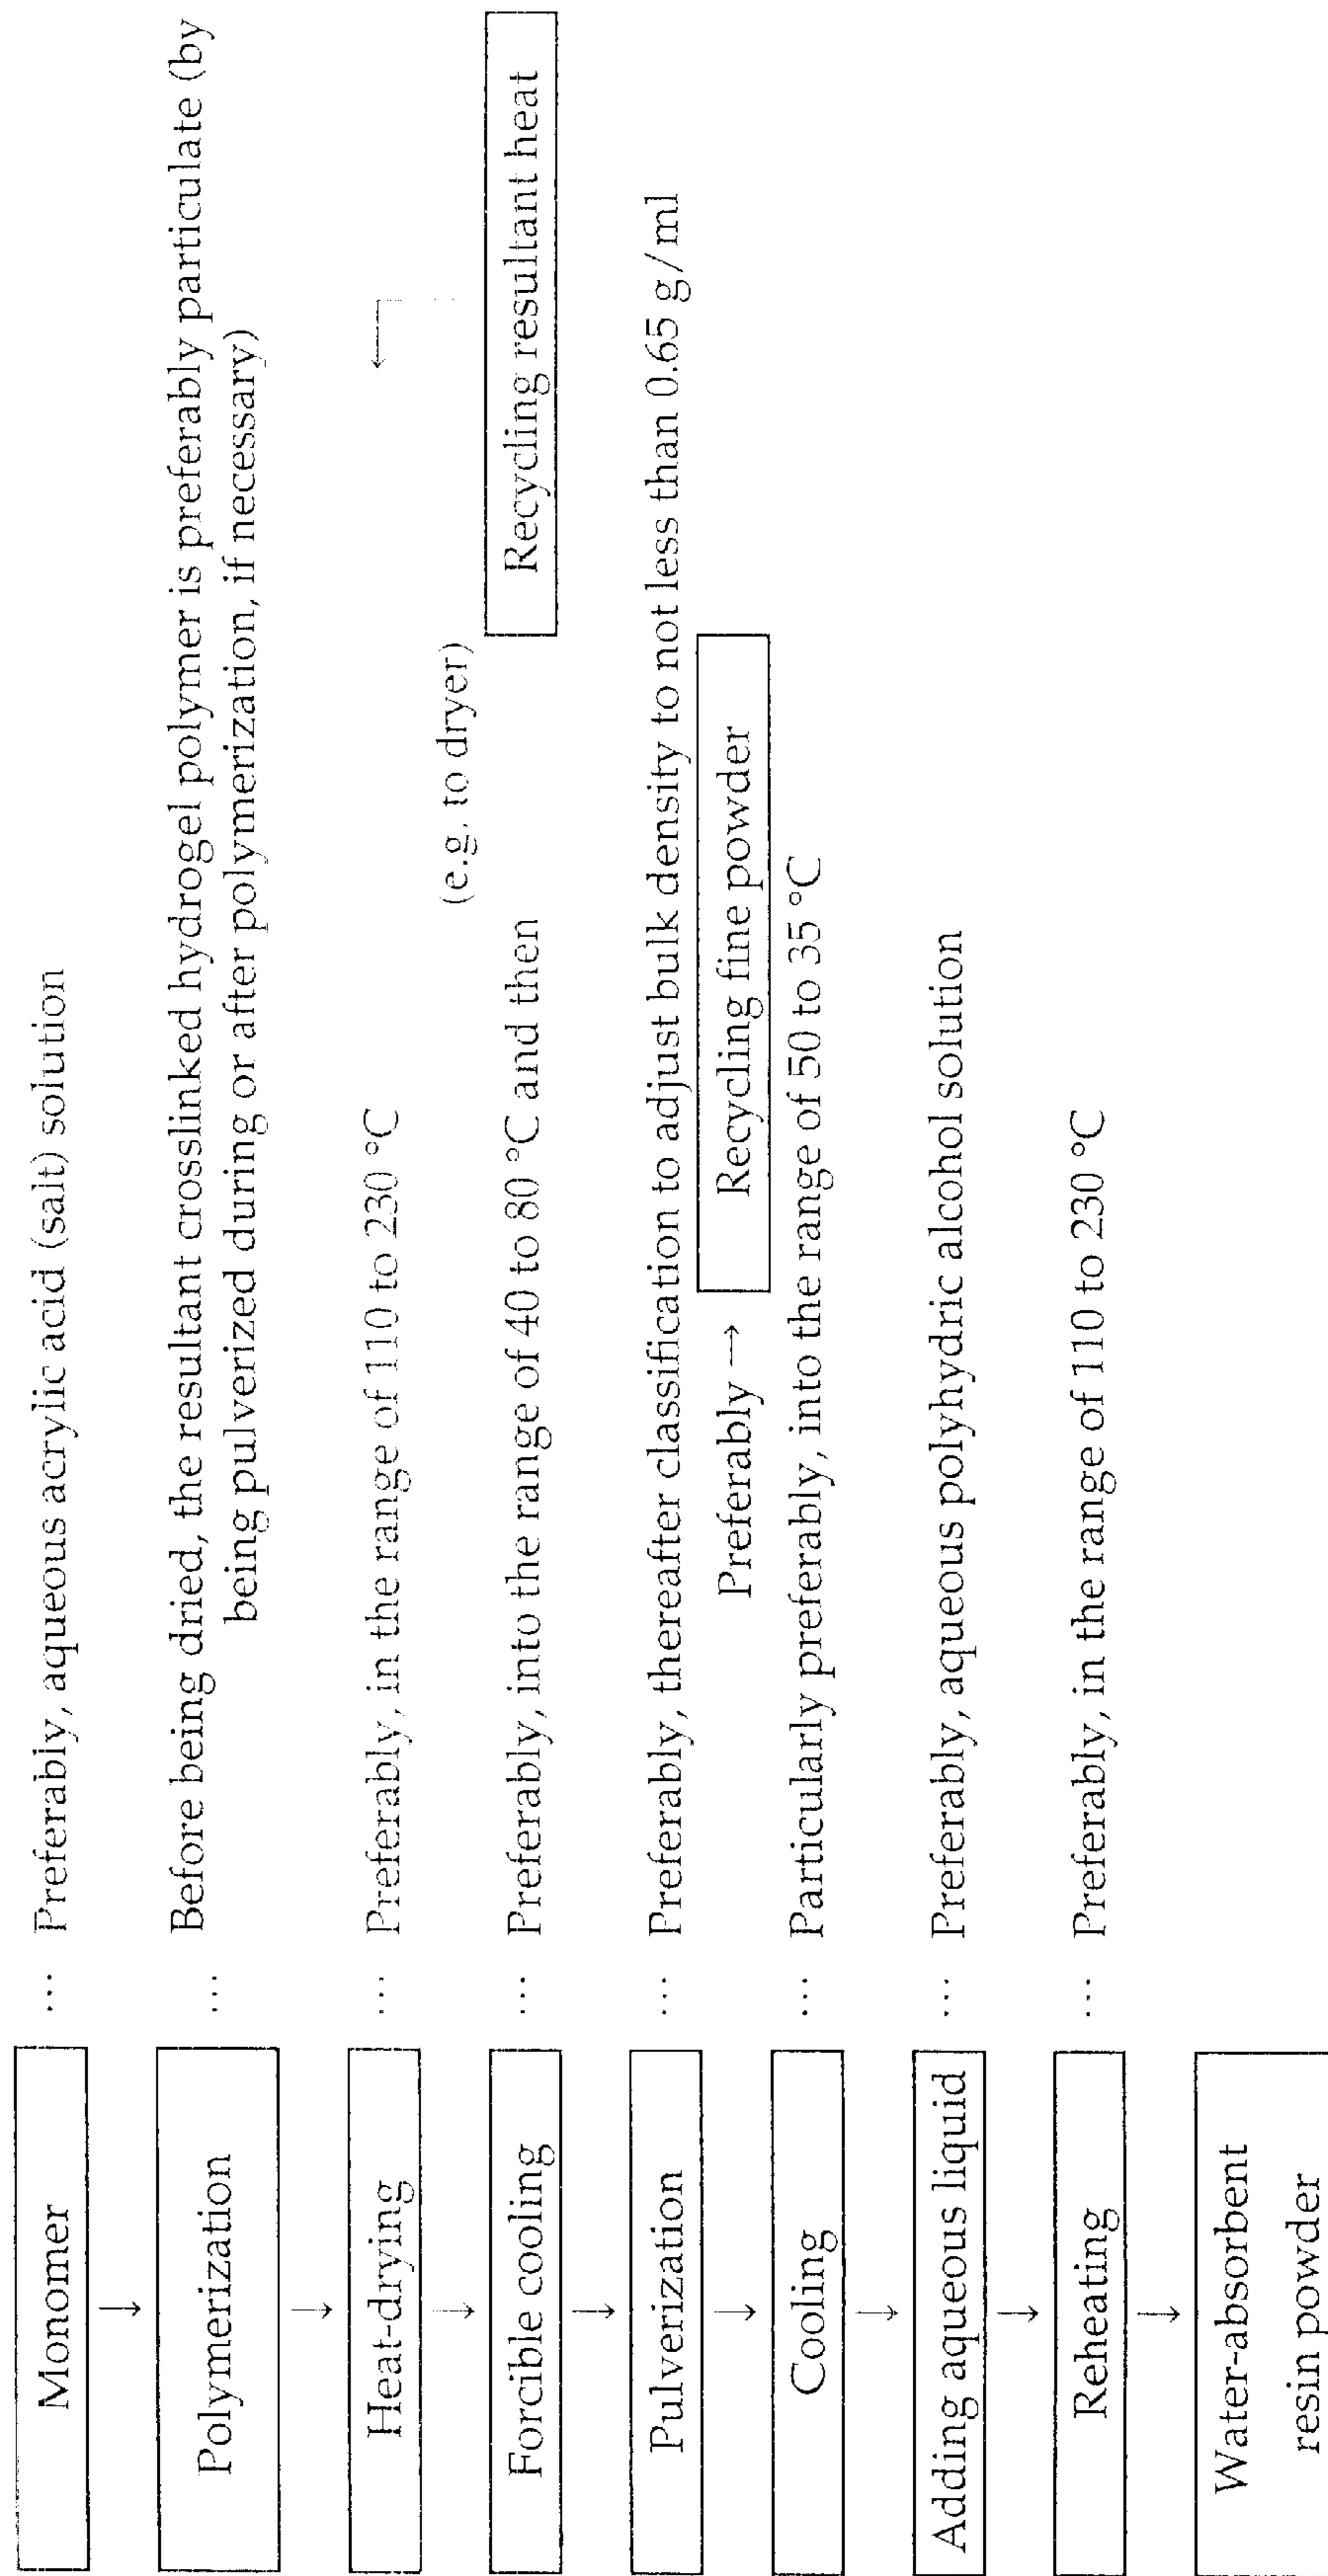 Monomer
… Preferably, aqueous acrylic acid (salt) solution
↓
Polymerization
… Before being dried, the resultant crosslinked hydrogel polymer is preferably particulate (by
being pulverized during or after polymerization, if necessary)
↓
Heat-drying
… Preferably, in the range of 110 to 230 °C
↓
(e.g. to dryer)
Forcible cooling
… Preferably, into the range of 40 to 80 °C and then
Recycling resultant heat
↓
Pulverization
… Preferably, thereafter classification to adjust bulk density to not less than 0.65 g/ml
↓
Preferably →
Recycling fine powder
Cooling
… Particularly preferably, into the range of 50 to 35 °C
↓
Adding aqueous liquid
… Preferably, aqueous polyhydric alcohol solution
↓
Reheating
… Preferably, in the range of 110 to 230 °C
↓
Water-absorbent
resin powder